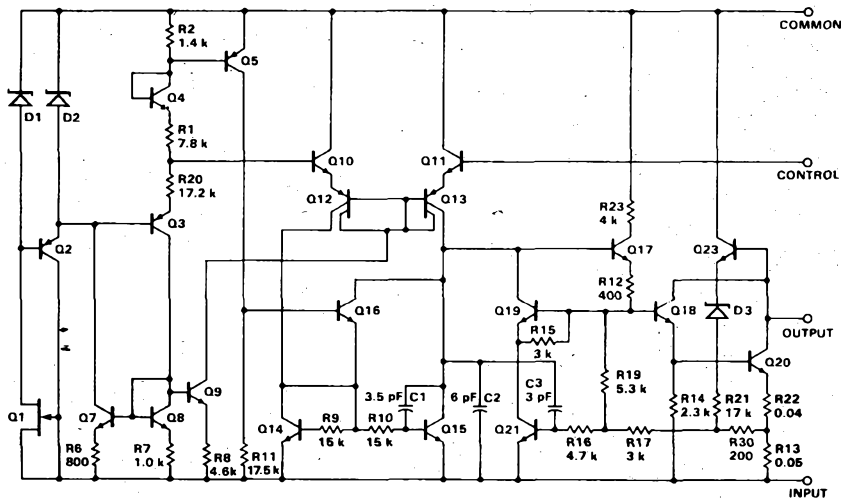 COMMON
R2
1.4 k
Q5
Q4
D1
D2
R1
7.8 k
Q10
Q11
CONTROL
R20
17.2 k
Q12
Q13
R23
4 k
Q3
Q2
Q17
Q23
R12
400
Q16
Q19
Q18
D3
R15
3 k
OUTPUT
Q20
R19
5.3 k
Q9
3.5 pF
C1
6 pF
C2
C3
3 pF
R14
2.3 k
R21
17 k
R22
0.04
Q1
Q7
Q8
Q14
R9
15 k
R10
15 k
Q15
Q21
R16
4.7 k
R17
3 k
R30
200
R13
0.05
R6
800
R7
1.0 k
R8
4.6k
R11
17.5k
INPUT